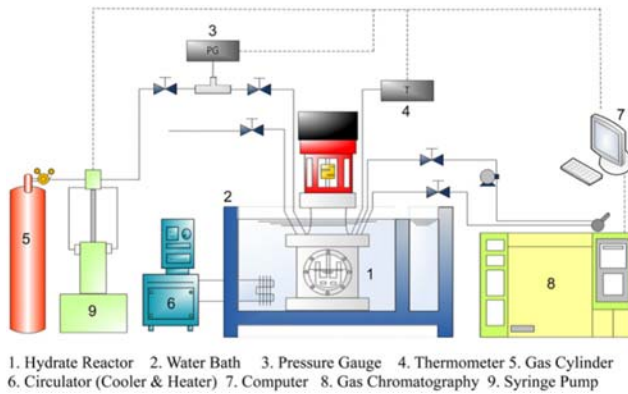 3
PG
T
4
7
2
5
1
6
8
9
1. Hydrate Reactor 2. Water Bath 3. Pressure Gauge 4. Thermometer 5. Gas Cylinder
6. Circulator (Cooler & Heater) 7. Computer 8. Gas Chromatography 9. Syringe Pump